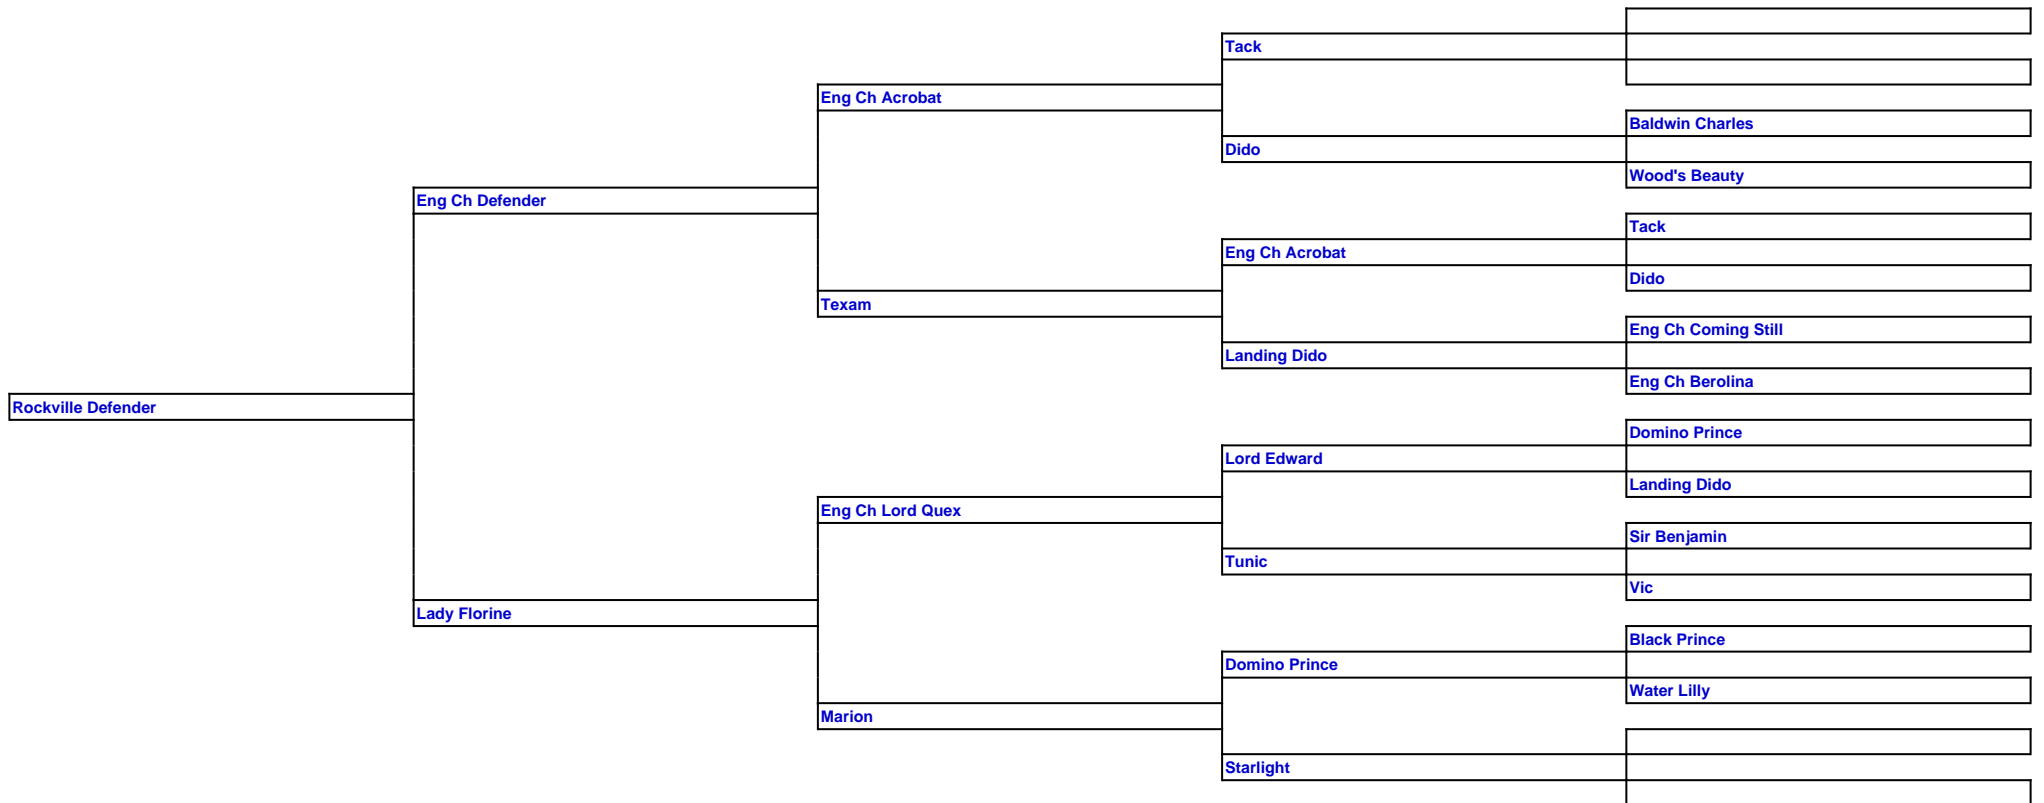 Tack
Eng Ch Acrobat
Baldwin Charles
Dido
Wood's Beauty
Eng Ch Defender
Tack
Eng Ch Acrobat
Dido
Texam
Eng Ch Coming Still
Landing Dido
Eng Ch Berolina
Rockville Defender
Domino Prince
Lord Edward
Landing Dido
Eng Ch Lord Quex
Sir Benjamin
Tunic
Vic
Lady Florine
Black Prince
Domino Prince
Water Lilly
Marion
Starlight